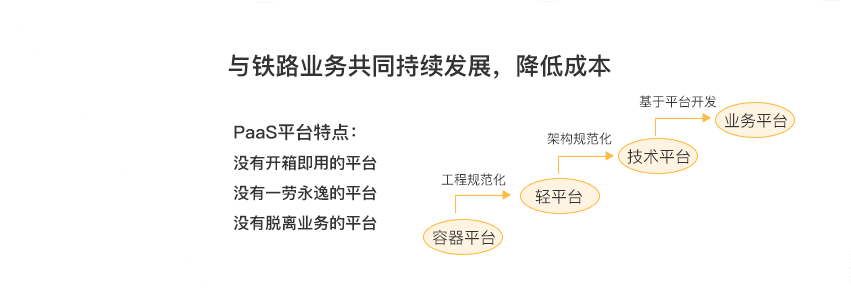 与铁路业务共同持续发展，降低成本
PaaS平台特点：
没有开箱即用的平台
没有一劳永逸的平台
没有脱离业务的平台
基于平台开发
业务平台
架构规范化
技术平台
工程规范化
轻平台
容器平台